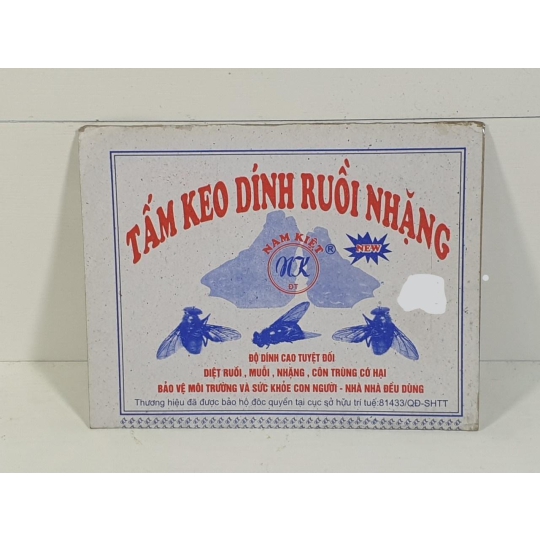 TẤM KEO DÍNH RUỒI NHẶNG
NAM KIỆT ®
NK
ĐT
NEW
ĐỘ DÍNH CAO TUYỆT ĐỐI
DIỆT RUỒI , MUỖI , NHẶNG , CÔN TRÙNG CÓ HẠI
BẢO VỆ MÔI TRƯỜNG VÀ SỨC KHỎE CON NGƯỜI - NHÀ NHÀ ĐỀU DÙNG
Thương hiệu đã được bảo hộ đôc quyền tại cục sở hữu trí tuệ:81433/QĐ-SHTT